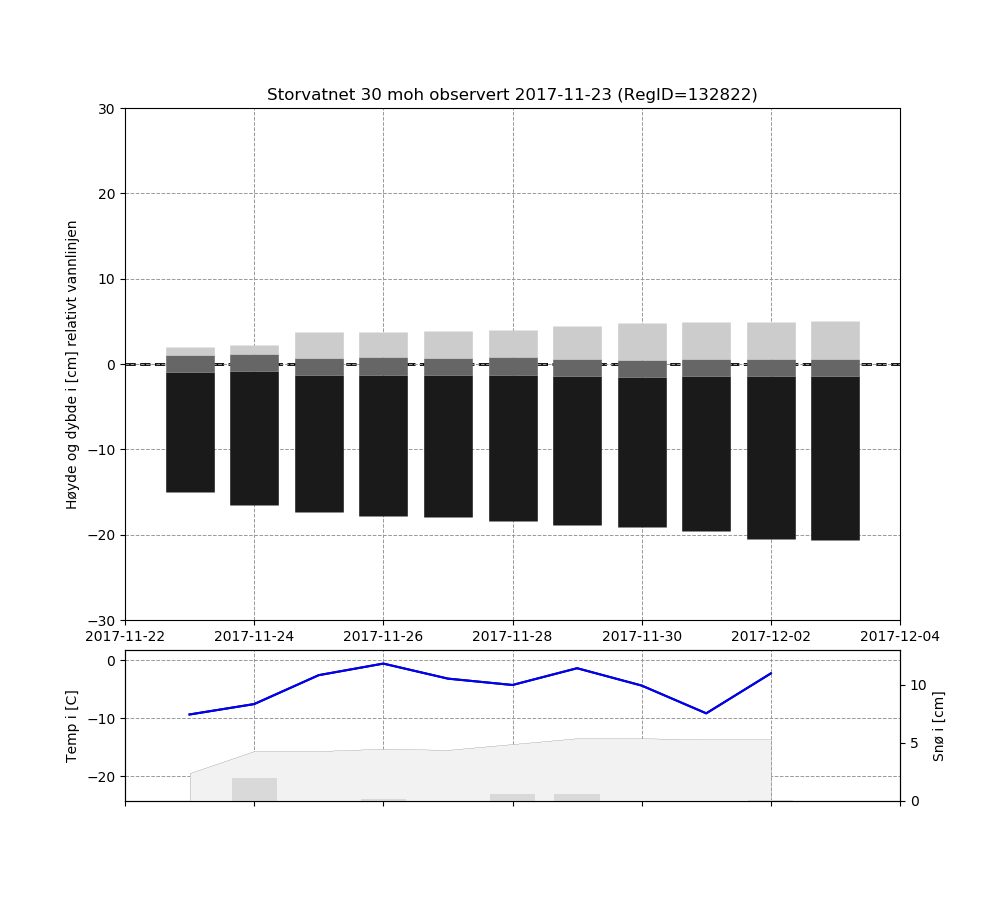 Storvatnet 30 moh observert 2017-11-23 (RegID=132822)
Høyde og dybde i [cm] relativt vannlinjen
30
20
10
0
−10
−20
−30
2017-11-22 2017-11-24 2017-11-26 2017-11-28 2017-11-30 2017-12-02 2017-12-04
Temp i [C]
0
−10
−20
10
5
0
Snø i [cm]